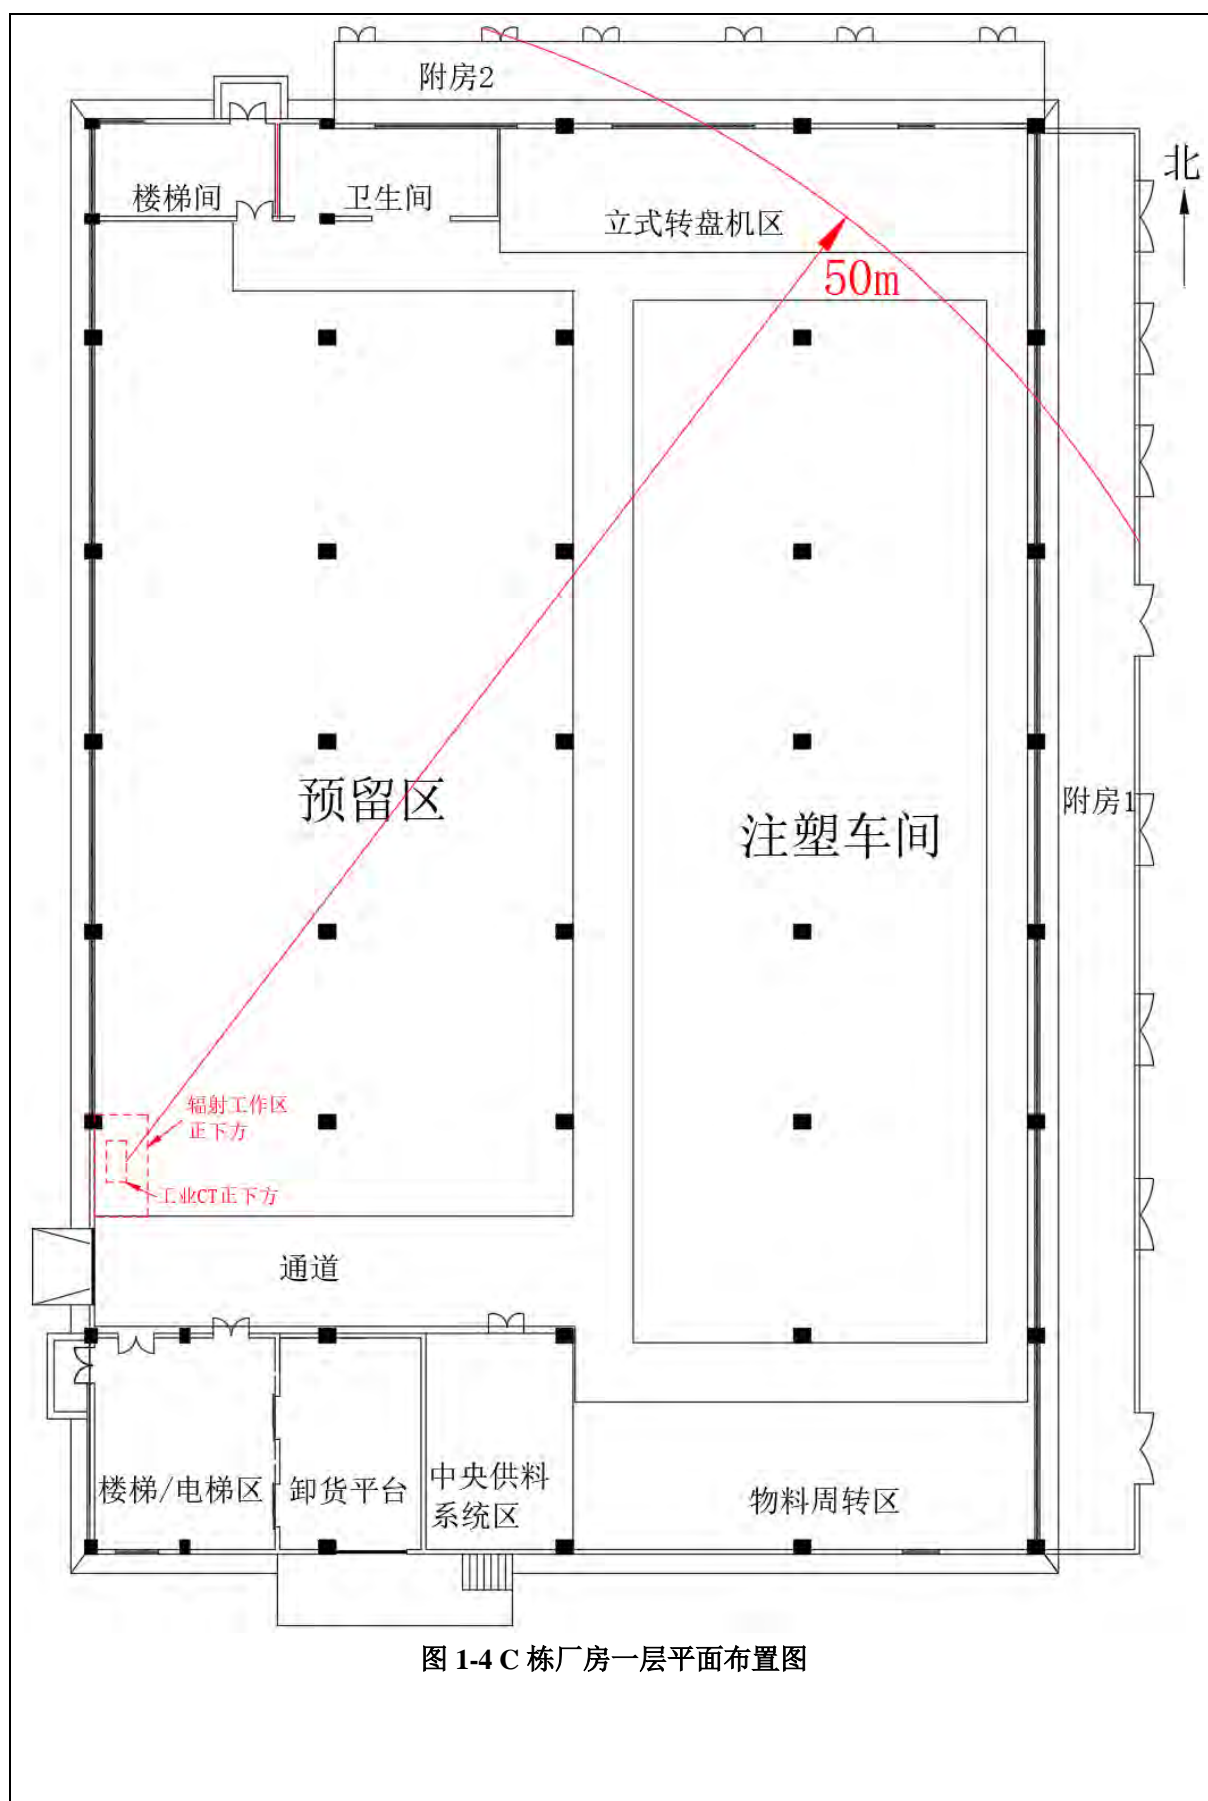 附房2
北
楼梯间
卫生间
立式转盘机区
50m
预留区
附房1
注塑车间
辐射工作区
正下方
工业CT正下方
通道
楼梯/电梯区
卸货平台
中央供料
系统区
物料周转区
图 1-4 C 栋厂房一层平面布置图